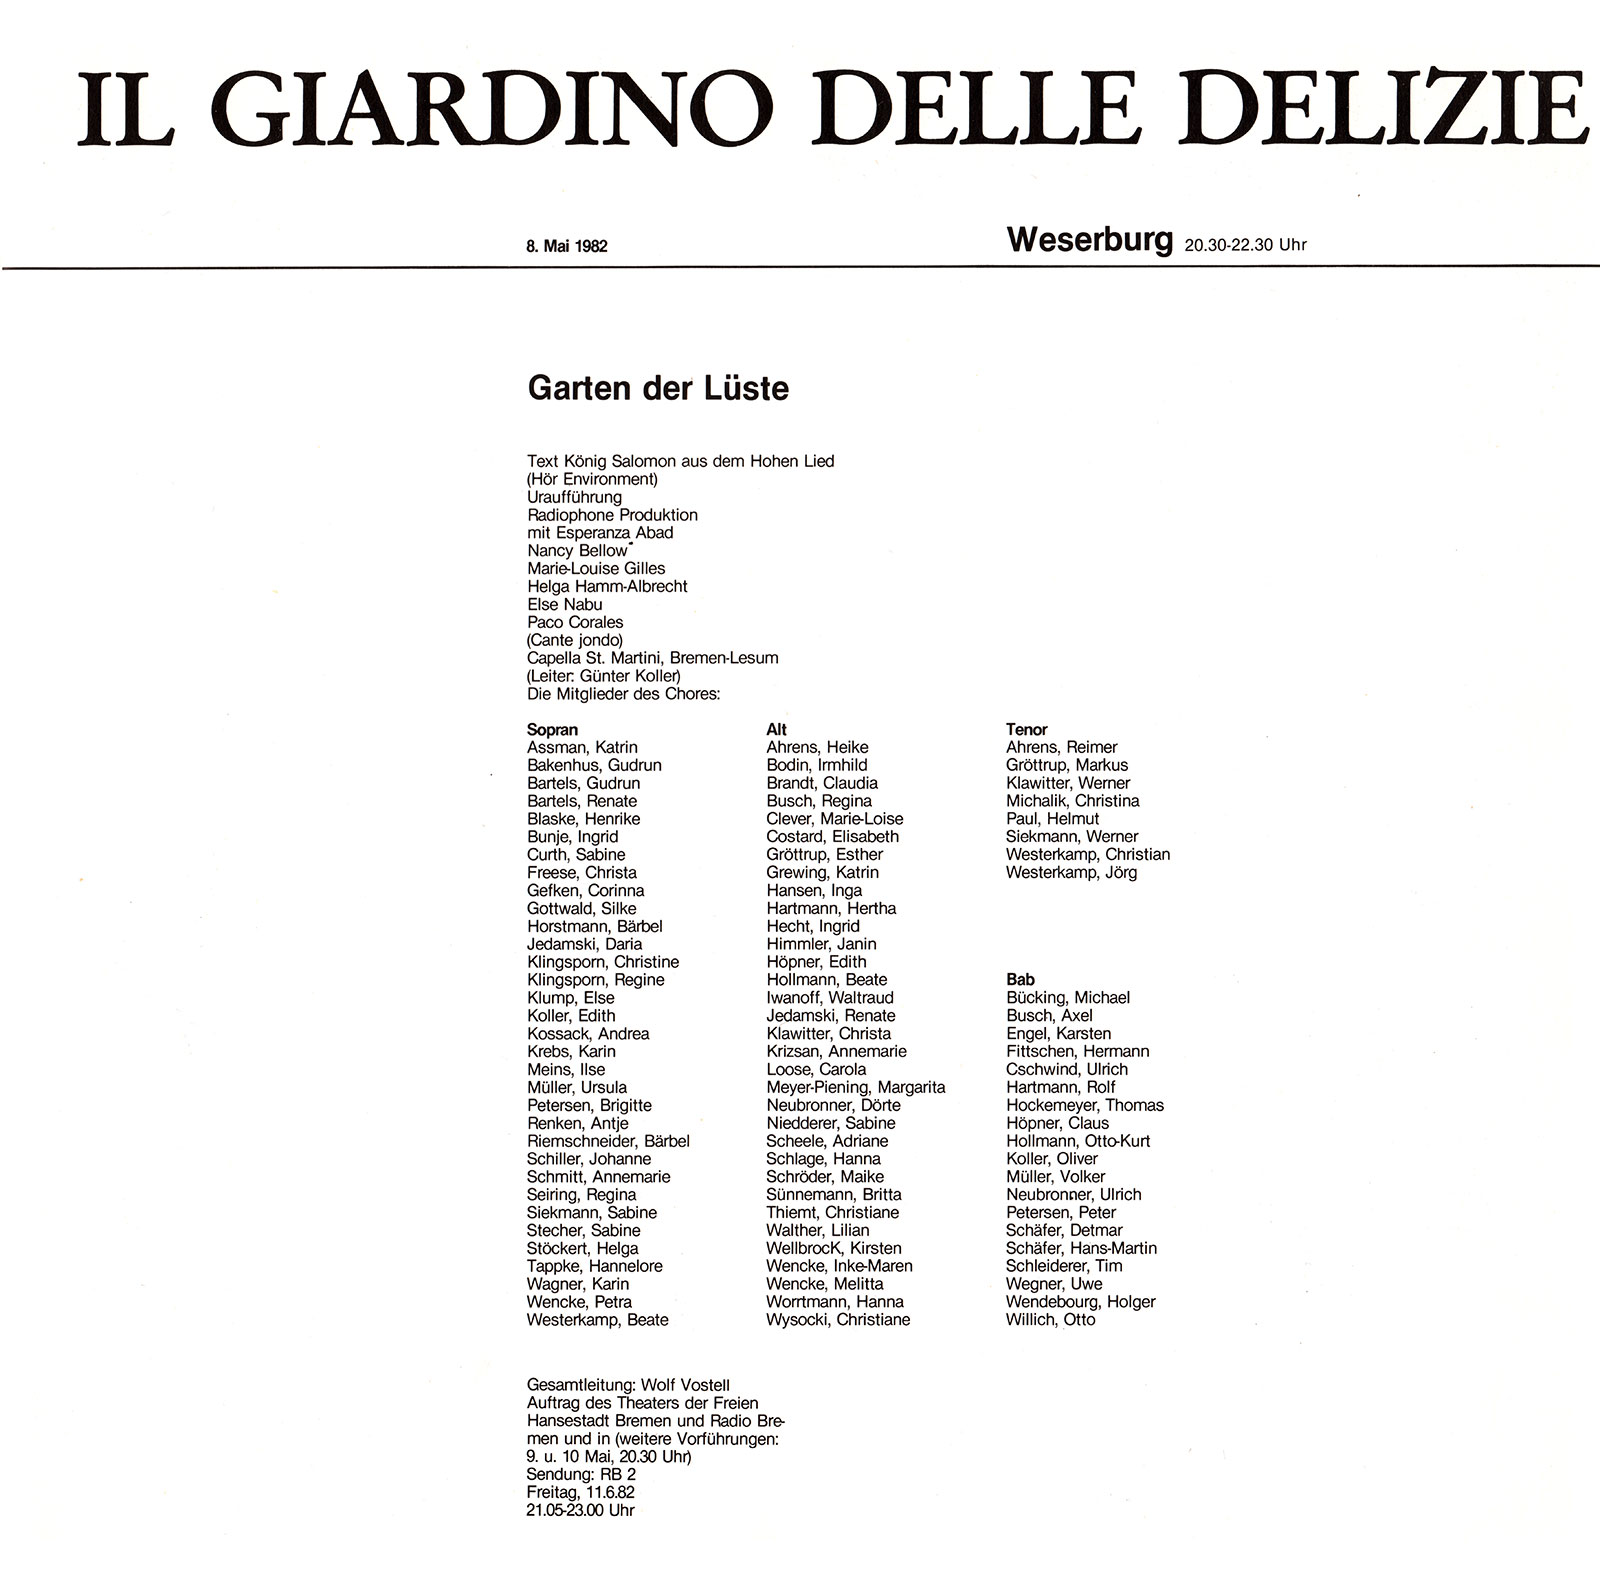 IL GIARDINO DELLE DELIZIE
8. Mai 1982
Weserburg 20.30-22.30 Uhr
Garten der Lüste
Text König Salomon aus dem Hohen Lied
(Hör Environment)
Uraufführung
Radiophone Produktion
mit Esperanza Abad
Nancy Bellow
Marie-Louise Gilles
Helga Hamm-Albrecht
Else Nabu
Paco Corales
(Cante jondo)
Capella St. Martini, Bremen-Lesum
(Leiter: Günter Koller)
Die Mitglieder des Chores:
Sopran
Assman, Katrin
Bakenhus, Gudrun
Bartels, Gudrun
Bartels, Renate
Blaske, Henrike
Bunje, Ingrid
Curth, Sabine
Freese, Christa
Gefken, Corinna
Gottwald, Silke
Horstmann, Bärbel
Jedamski, Daria
Klingsporn, Christine
Klingsporn, Regine
Klump, Else
Koller, Edith
Kossack, Andrea
Krebs, Karin
Meins, Ilse
Müller, Ursula
Petersen, Brigitte
Renken, Antje
Riemschneider, Bärbel
Schiller, Johanne
Schmitt, Annemarie
Seiring, Regina
Siekmann, Sabine
Stecher, Sabine
Stöckert, Helga
Tappke, Hannelore
Wagner, Karin
Wencke, Petra
Westerkamp, Beate
Alt
Ahrens, Heike
Bodin, Irmhild
Brandt, Claudia
Busch, Regina
Clever, Marie-Loise
Costard, Elisabeth
Gröttrup, Esther
Grewing, Katrin
Hansen, Inga
Hartmann, Hertha
Hecht, Ingrid
Himmler, Janin
Höpner, Edith
Hollmann, Beate
Iwanoff, Waltraud
Jedamski, Renate
Klawitter, Christa
Krizsan, Annemarie
Loose, Carola
Meyer-Piening, Margarita
Neubronner, Dörte
Niedderer, Sabine
Scheele, Adriane
Schlage, Hanna
Schröder, Maike
Sünnemann, Britta
Thiemt, Christiane
Walther, Lilian
WellbrocK, Kirsten
Wencke, Inke-Maren
Wencke, Melitta
Worrtmann, Hanna
Wysocki, Christiane
Tenor
Ahrens, Reimer
Gröttrup, Markus
Klawitter, Werner
Michalik, Christina
Paul, Helmut
Siekmann, Werner
Westerkamp, Christian
Westerkamp, Jörg
Bab
Bücking, Michael
Busch, Axel
Engel, Karsten
Fittschen, Hermann
Cschwind, Ulrich
Hartmann, Rolf
Hockemeyer, Thomas
Höpner, Claus
Hollmann, Otto-Kurt
Koller, Oliver
Müller, Volker
Neubronner, Ulrich
Petersen, Peter
Schäfer, Detmar
Schäfer, Hans-Martin
Schleiderer, Tim
Wegner, Uwe
Wendebourg, Holger
Willich, Otto
Gesamtleitung: Wolf Vostell
Auftrag des Theaters der Freien
Hansestadt Bremen und Radio Bre-
men und in (weitere Vorführungen:
9. u. 10 Mai, 20.30 Uhr)
Sendung: RB 2
Freitag, 11.6.82
21.05-23.00 Uhr